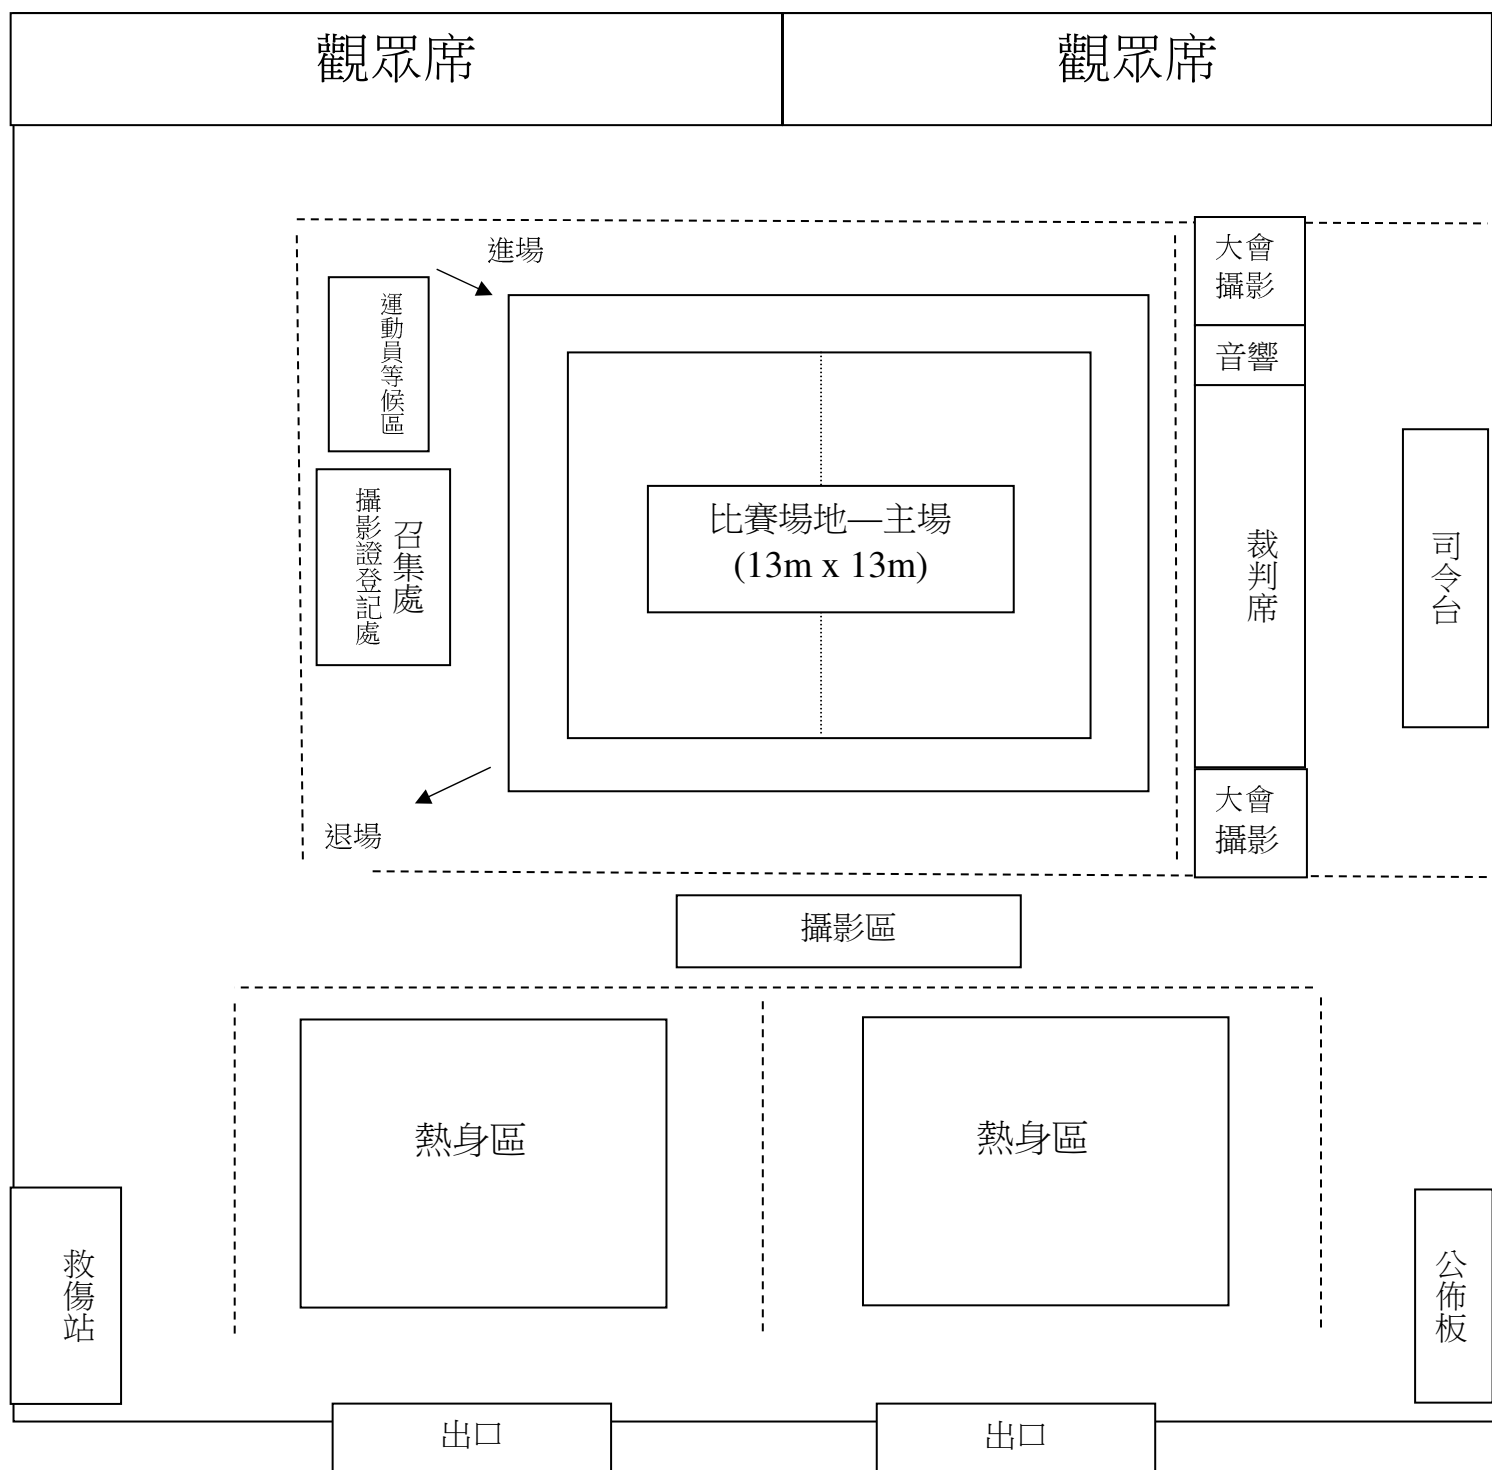 觀眾席
觀眾席
進場
大會
攝影
運動員等候區
音響
比賽場地—主場
(13m x 13m)
召集處
攝影證登記處
裁判席
司令台
退場
大會
攝影
攝影區
熱身區
熱身區
救傷站
公佈板
出口
出口